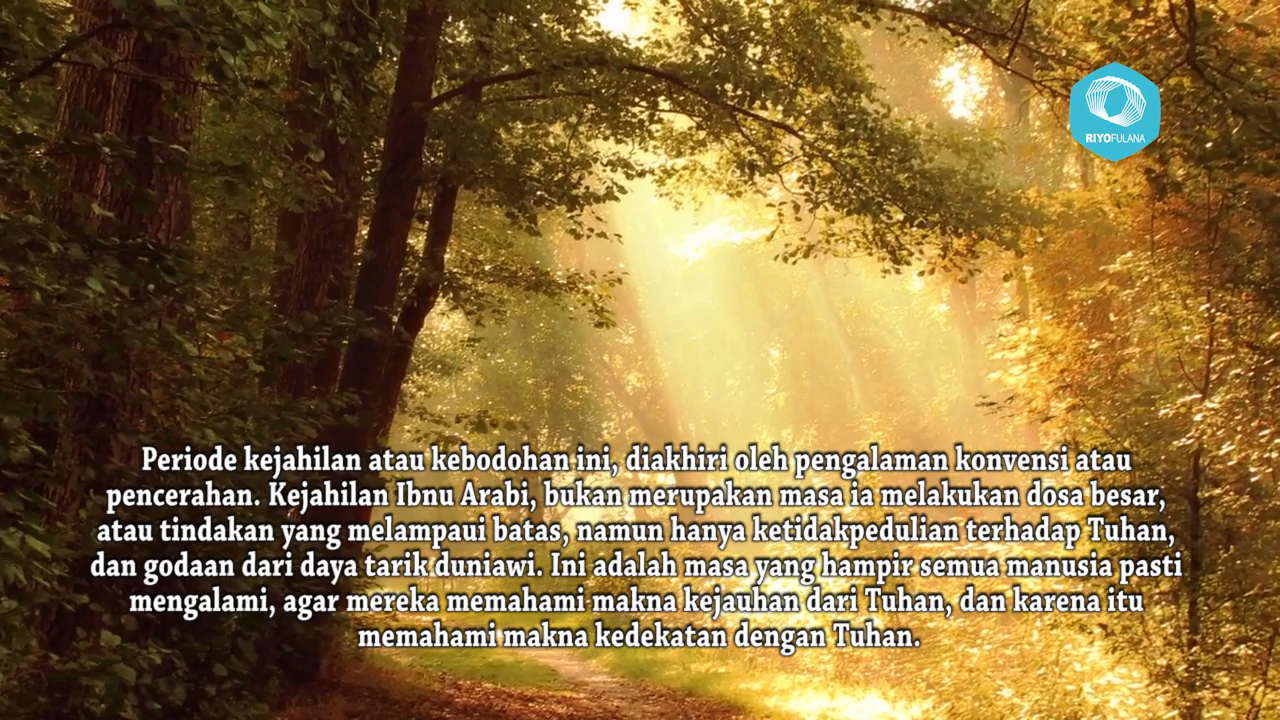 RIYOFULANA
Periode kejahilan atau kebodohan ini, diakhiri oleh pengalaman konvensi atau
pencerahan. Kejahilan Ibnu Arabi, bukan merupakan masa ia melakukan dosa besar,
atau tindakan yang melampaui batas, namun hanya ketidakpedulian terhadap Tuhan,
dan godaan dari daya tarik duniawi. Ini adalah masa yang hampir semua manusia pasti
mengalami, agar mereka memahami makna kejauhan dari Tuhan, dan karena itu
memahami makna kedekatan dengan Tuhan.